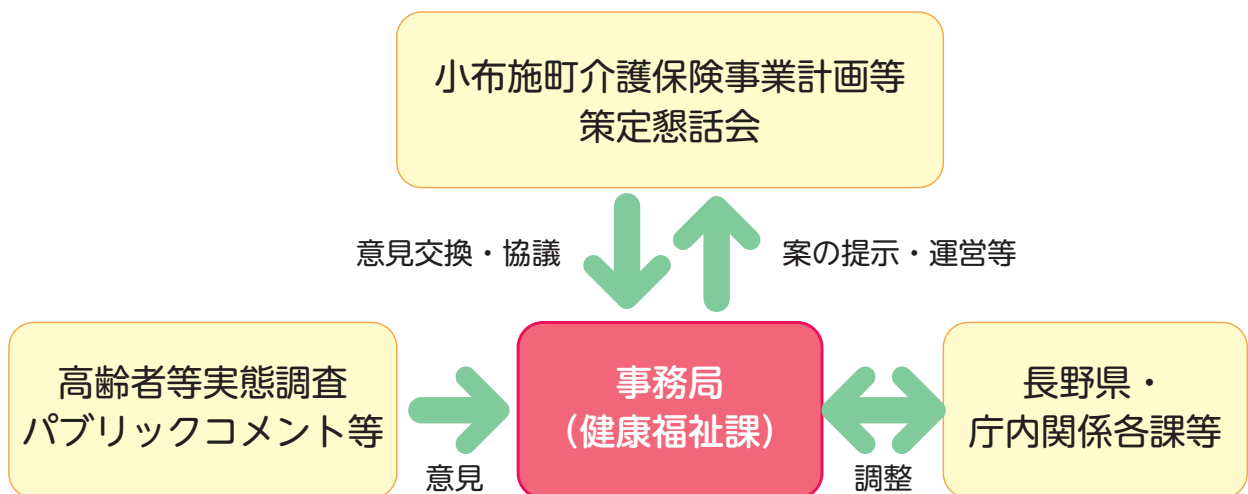 小布施町介護保険事業計画等
策定懇話会
意見交換・協議
案の提示・運営等
高齢者等実態調査
パブリックコメント等
意見
事務局
（健康福祉課）
調整
長野県・
庁内関係各課等